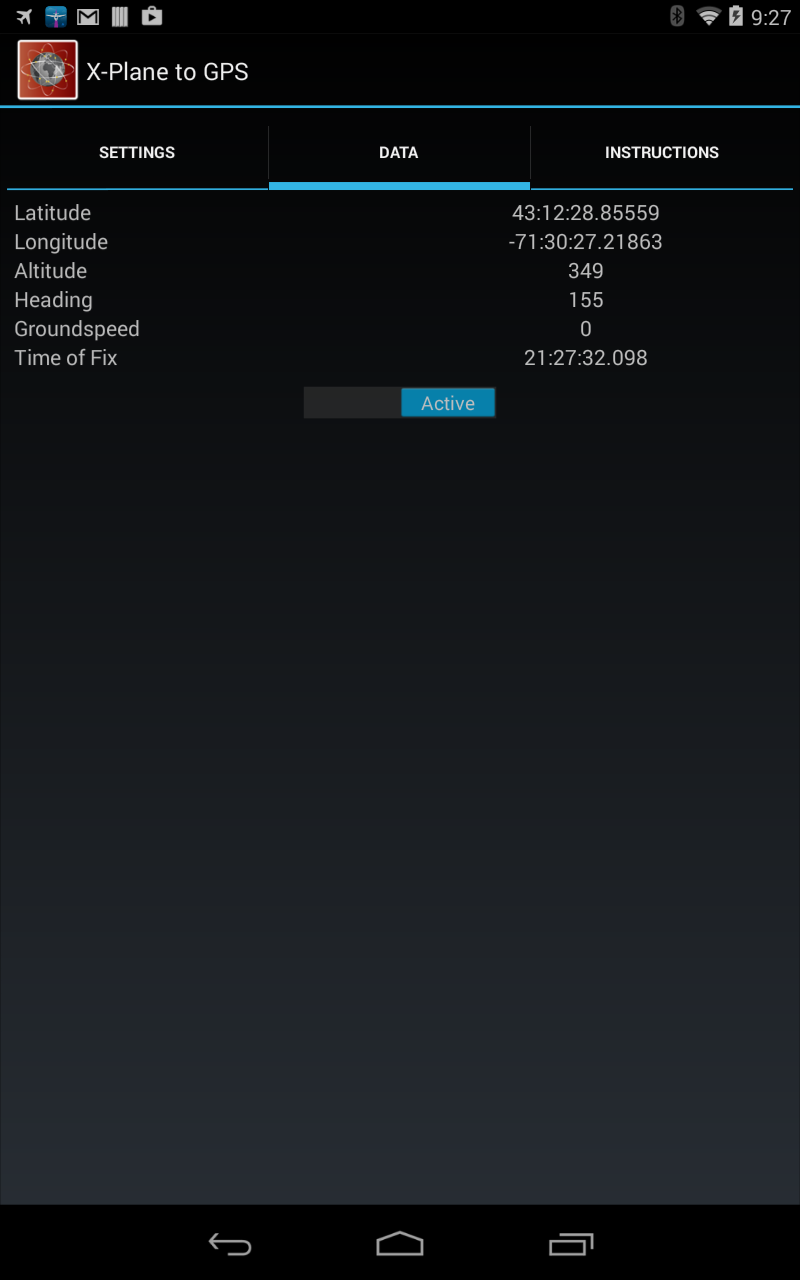 9:27
X-Plane to GPS
SETTINGS DATA INSTRUCTIONS
Latitude 43:12:28.85559
Longitude -71:30:27.21863
Altitude 349
Heading 155
Groundspeed 0
Time of Fix 21:27:32.098
Active